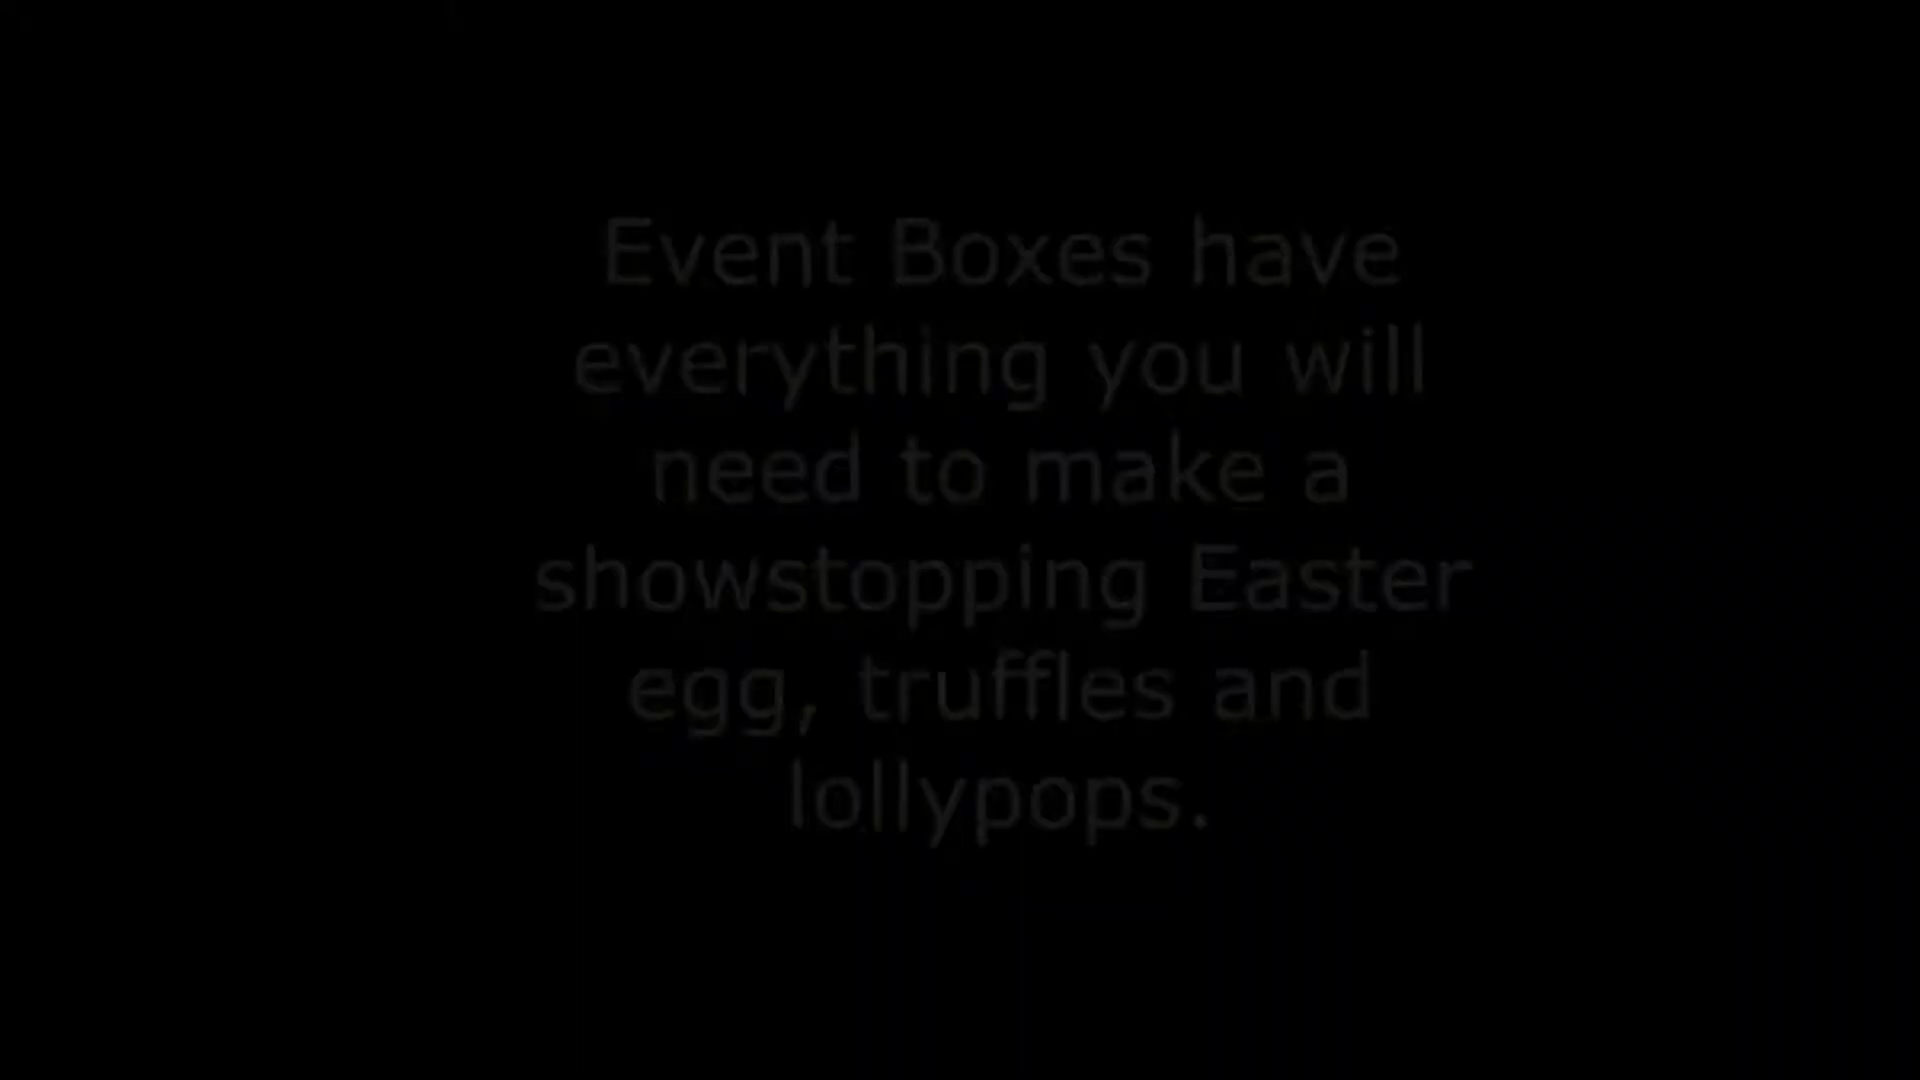 Event Boxes have
everything you will
need to make a
showstopping Easter
egg, truffles and
lollypops.